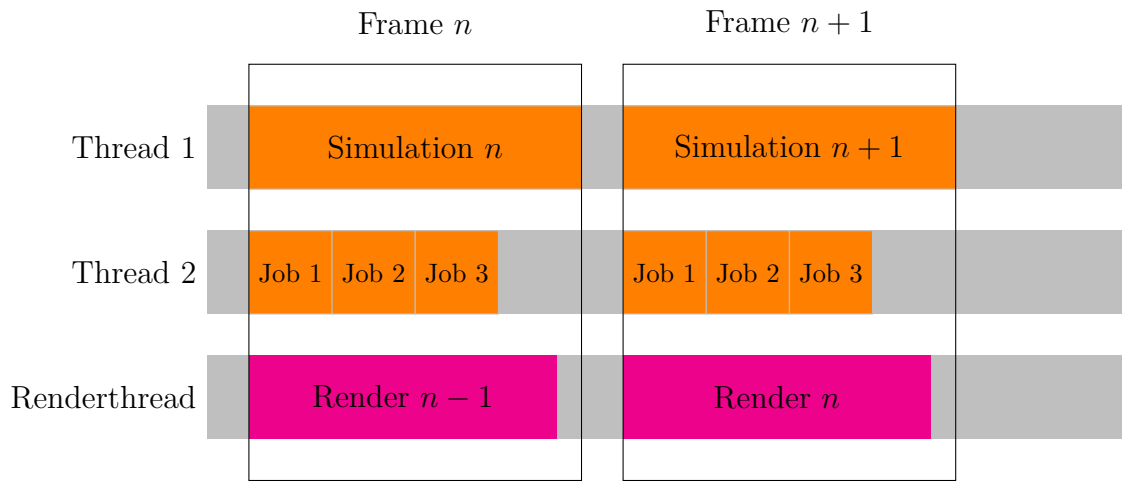 Frame n Frame n + 1
Thread 1 Simulation n Simulation n + 1
Thread 2 Job 1 Job 2 Job 3 Job 1 Job 2 Job 3
Renderthread Render n − 1 Render n